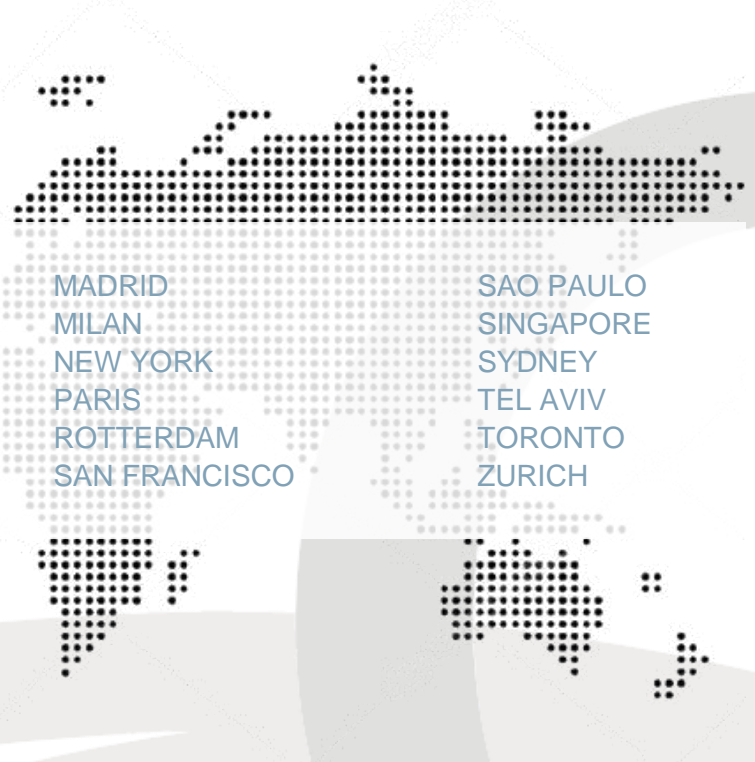 MADRID
MILAN
NEW YORK
PARIS
ROTTERDAM
SAN FRANCISCO
SAO PAULO
SINGAPORE
SYDNEY
TEL AVIV
TORONTO
ZURICH